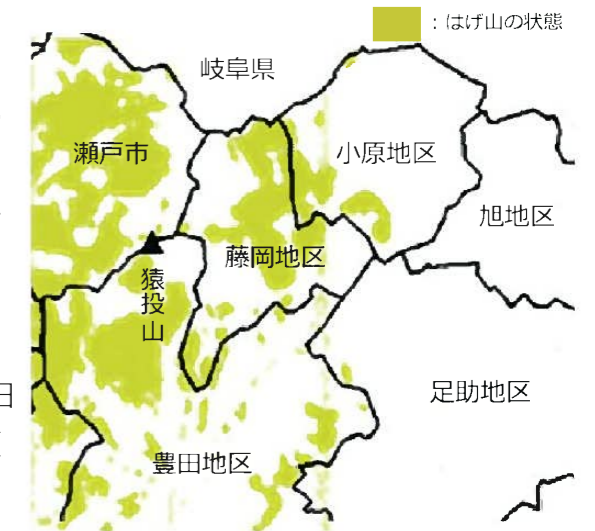 ：はげ山の状態
岐阜県
瀬戸市
小原地区
旭地区
藤岡地区
猿投山
足助地区
豊田地区
田